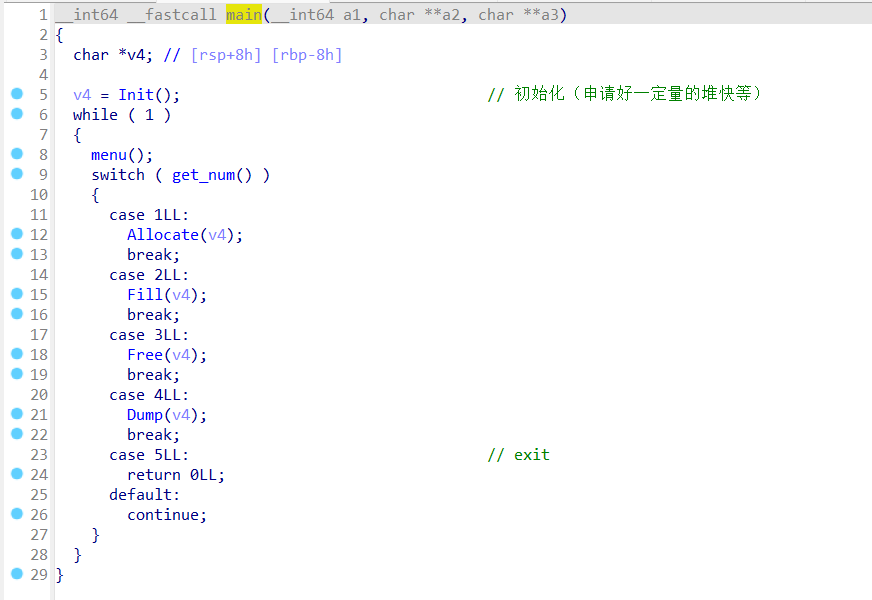 1 __int64 __fastcall main(__int64 a1, char **a2, char **a3)
2 {
3   char *v4; // [rsp+8h] [rbp-8h]
4
5   v4 = Init();                                  // 初始化（申请好一定量的堆快等）
6   while ( 1 )
7   {
8     menu();
9     switch ( get_num() )
10     {
11       case 1LL:
12         Allocate(v4);
13         break;
14       case 2LL:
15         Fill(v4);
16         break;
17       case 3LL:
18         Free(v4);
19         break;
20       case 4LL:
21         Dump(v4);
22         break;
23       case 5LL:                                 // exit
24         return 0LL;
25       default:
26         continue;
27     }
28   }
29 }